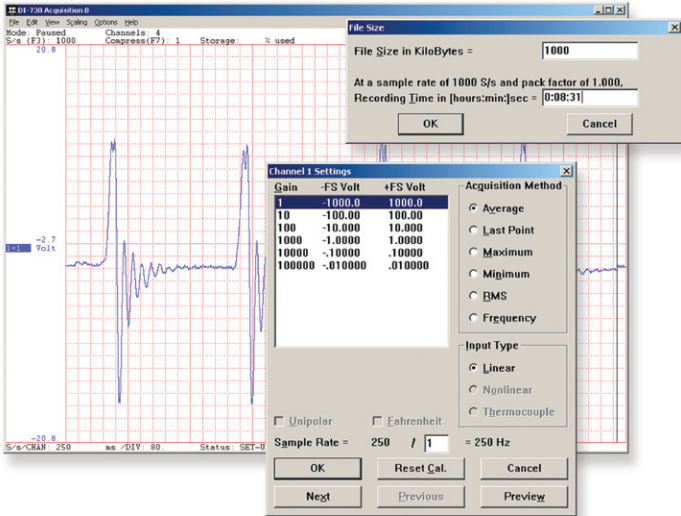 DI-730 Acquisition 0
File Edit View Scaling Options Help
Mode: Paused Channels: 4
S/s (F3): 1000 Compress(F7): 1 Storage: % used
20.8
-2.7
1-1 Volt
-20.8
S/s/CHAN: 250 ms /DIV: 80. Status: SET-U
File Size
File Size in KiloBytes = 1000
At a sample rate of 1000 S/s and pack factor of 1.000,
Recording Time in [hours:min:]sec = 0:08:31
OK Cancel
Channel 1 Settings
Gain -FS Volt +FS Volt
1 -1000.0 1000.0
10 -100.00 100.00
100 -10.000 10.000
1000 -1.0000 1.0000
10000 -.10000 .10000
100000 -.010000 .010000
Acquisition Method
Average
Last Point
Maximum
Minimum
RMS
Frequency
Input Type
Linear
Nonlinear
Thermocouple
Unipolar Fahrenheit
Sample Rate = 250 / 1 = 250 Hz
OK Reset Cal. Cancel
Next Previous Preview